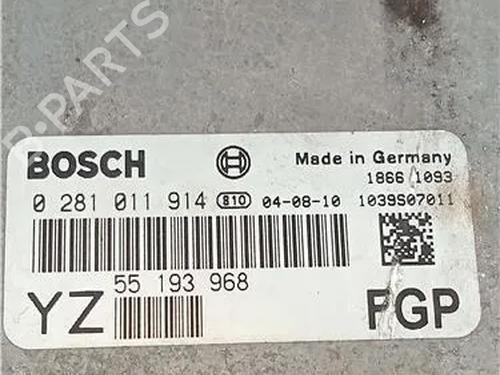 B-PARTS
BOSCH
Made in Germany
1866 1093
0 281 011 914 810 04-08-10 1039S07011
55 193 968
YZ FGP